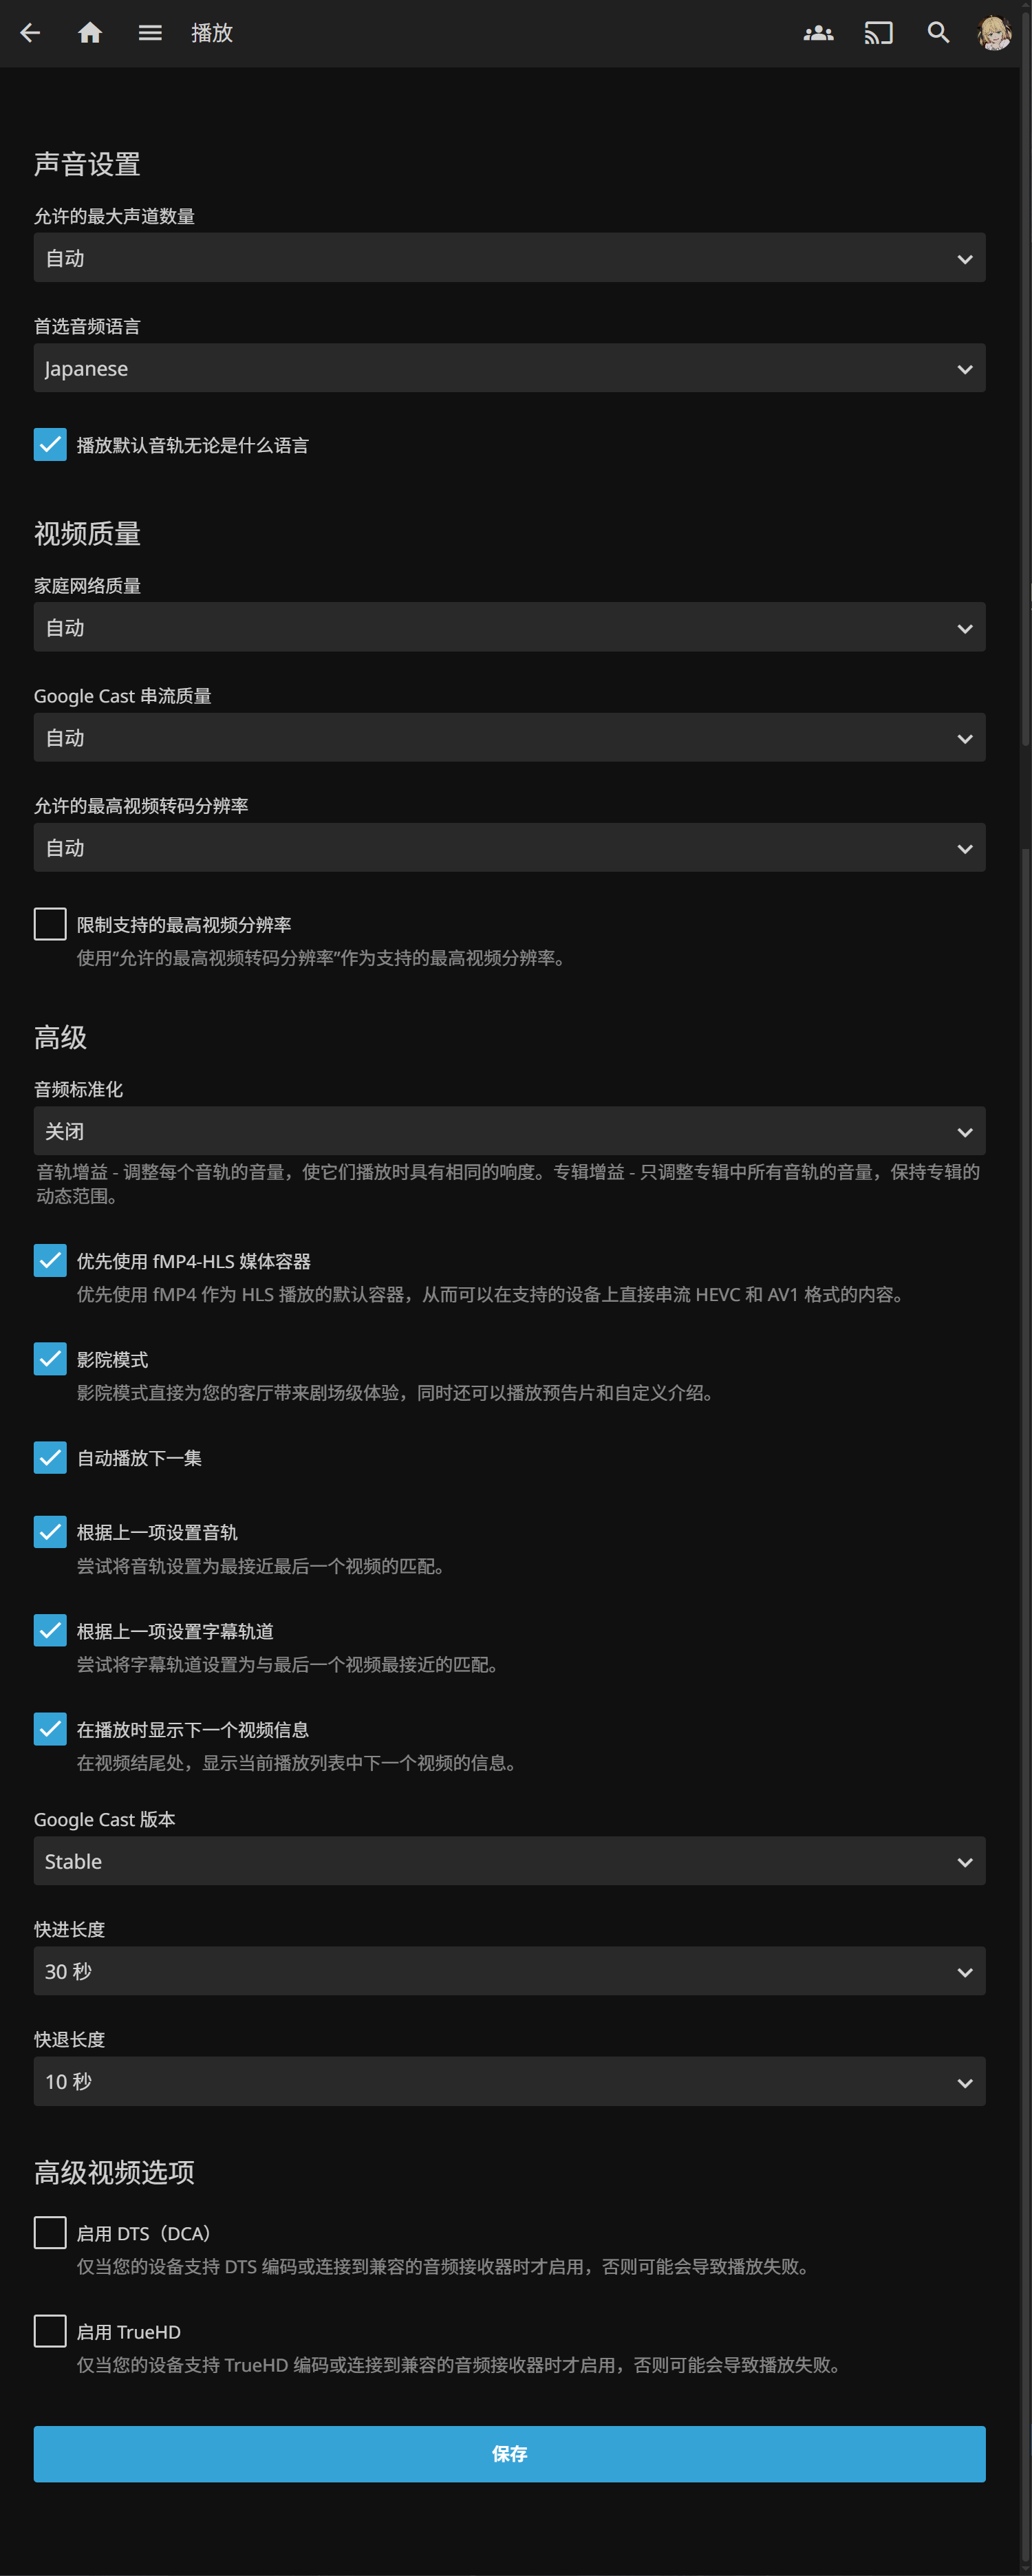 播放
声音设置
允许的最大声道数量
自动
首选音频语言
Japanese
播放默认音轨无论是什么语言
视频质量
家庭网络质量
自动
Google Cast 串流质量
自动
允许的最高视频转码分辨率
自动
限制支持的最高视频分辨率
使用“允许的最高视频转码分辨率”作为支持的最高视频分辨率。
高级
音频标准化
关闭
音轨增益 - 调整每个音轨的音量，使它们播放时具有相同的响度。专辑增益 - 只调整专辑中所有音轨的音量，保持专辑的
动态范围。
优先使用 fMP4-HLS 媒体容器
优先使用 fMP4 作为 HLS 播放的默认容器，从而可以在支持的设备上直接串流 HEVC 和 AV1 格式的内容。
影院模式
影院模式直接为您的客厅带来剧场级体验，同时还可以播放预告片和自定义介绍。
自动播放下一集
根据上一项设置音轨
尝试将音轨设置为最接近最后一个视频的匹配。
根据上一项设置字幕轨道
尝试将字幕轨道设置为与最后一个视频最接近的匹配。
在播放时显示下一个视频信息
在视频结尾处，显示当前播放列表中下一个视频的信息。
Google Cast 版本
Stable
快进长度
30 秒
快退长度
10 秒
高级视频选项
启用 DTS（DCA）
仅当您的设备支持 DTS 编码或连接到兼容的音频接收器时才启用，否则可能会导致播放失败。
启用 TrueHD
仅当您的设备支持 TrueHD 编码或连接到兼容的音频接收器时才启用，否则可能会导致播放失败。
保存